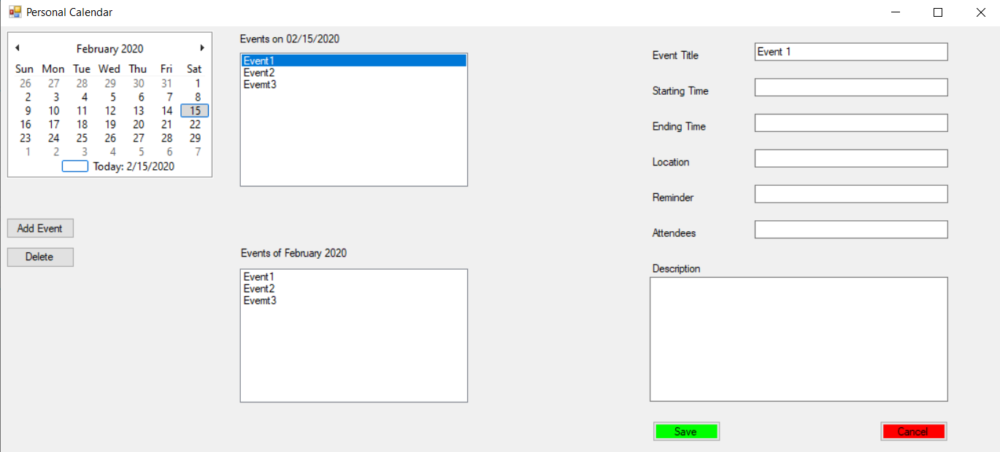 Personal Calendar
February 2020
Sun Mon Tue Wed Thu Fri Sat
26 27 28 29 30 31 1
2 3 4 5 6 7 8
9 10 11 12 13 14 15
16 17 18 19 20 21 22
23 24 25 26 27 28 29
1 2 3 4 5 6 7
Today: 2/15/2020
Add Event
Delete
Events on 02/15/2020
Event1
Event2
Evemt3
Events of February 2020
Event1
Event2
Evemt3
Event Title Event 1
Starting Time
Ending Time
Location
Reminder
Attendees
Description
Save Cancel